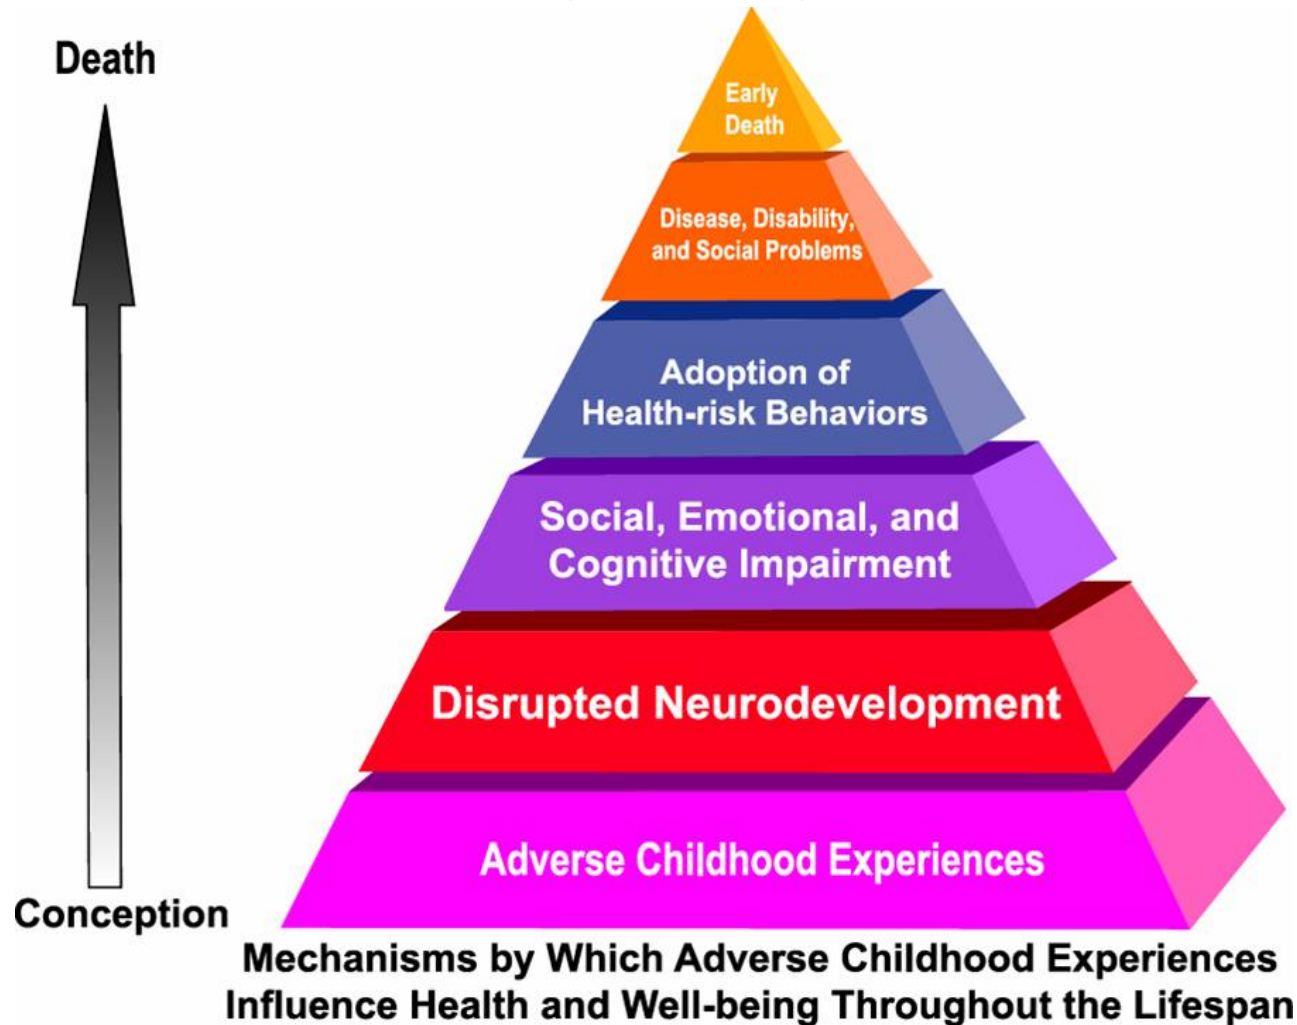 Death
Early
Death
Disease, Disability,
and Social Problems
Adoption of
Health-risk Behaviors
Social, Emotional, and
Cognitive Impairment
Disrupted Neurodevelopment
Adverse Childhood Experiences
Conception
Mechanisms by Which Adverse Childhood Experiences
Influence Health and Well-being Throughout the Lifespan